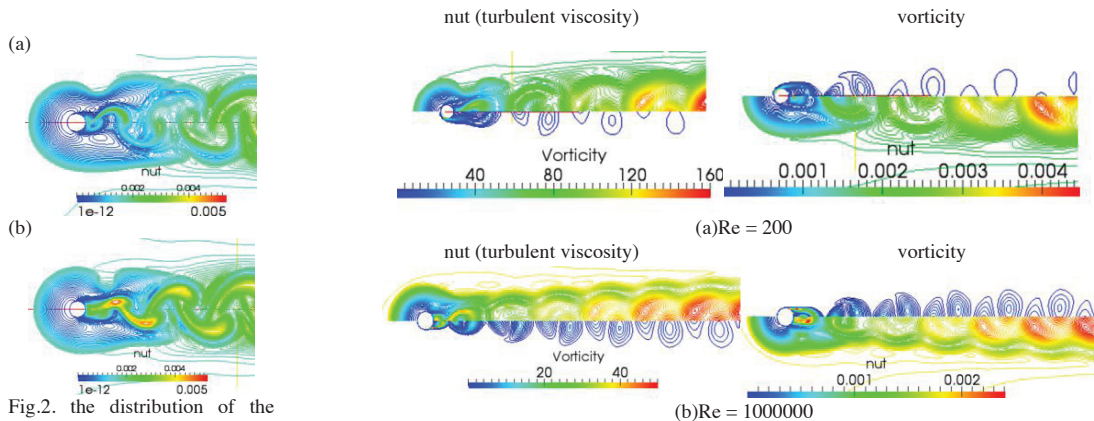 (a)
nut
0.002 0.004
1e-12 0.005
(b)
nut
0.002 0.004
1e-12 0.005
Fig.2. the distribution of the
nut (turbulent viscosity) vorticity
Vorticity
40 80 120 160
nut
0.001 0.002 0.003 0.004
(a)Re = 200
nut (turbulent viscosity) vorticity
Vorticity
20 40
nut
0.001 0.002
(b)Re = 1000000